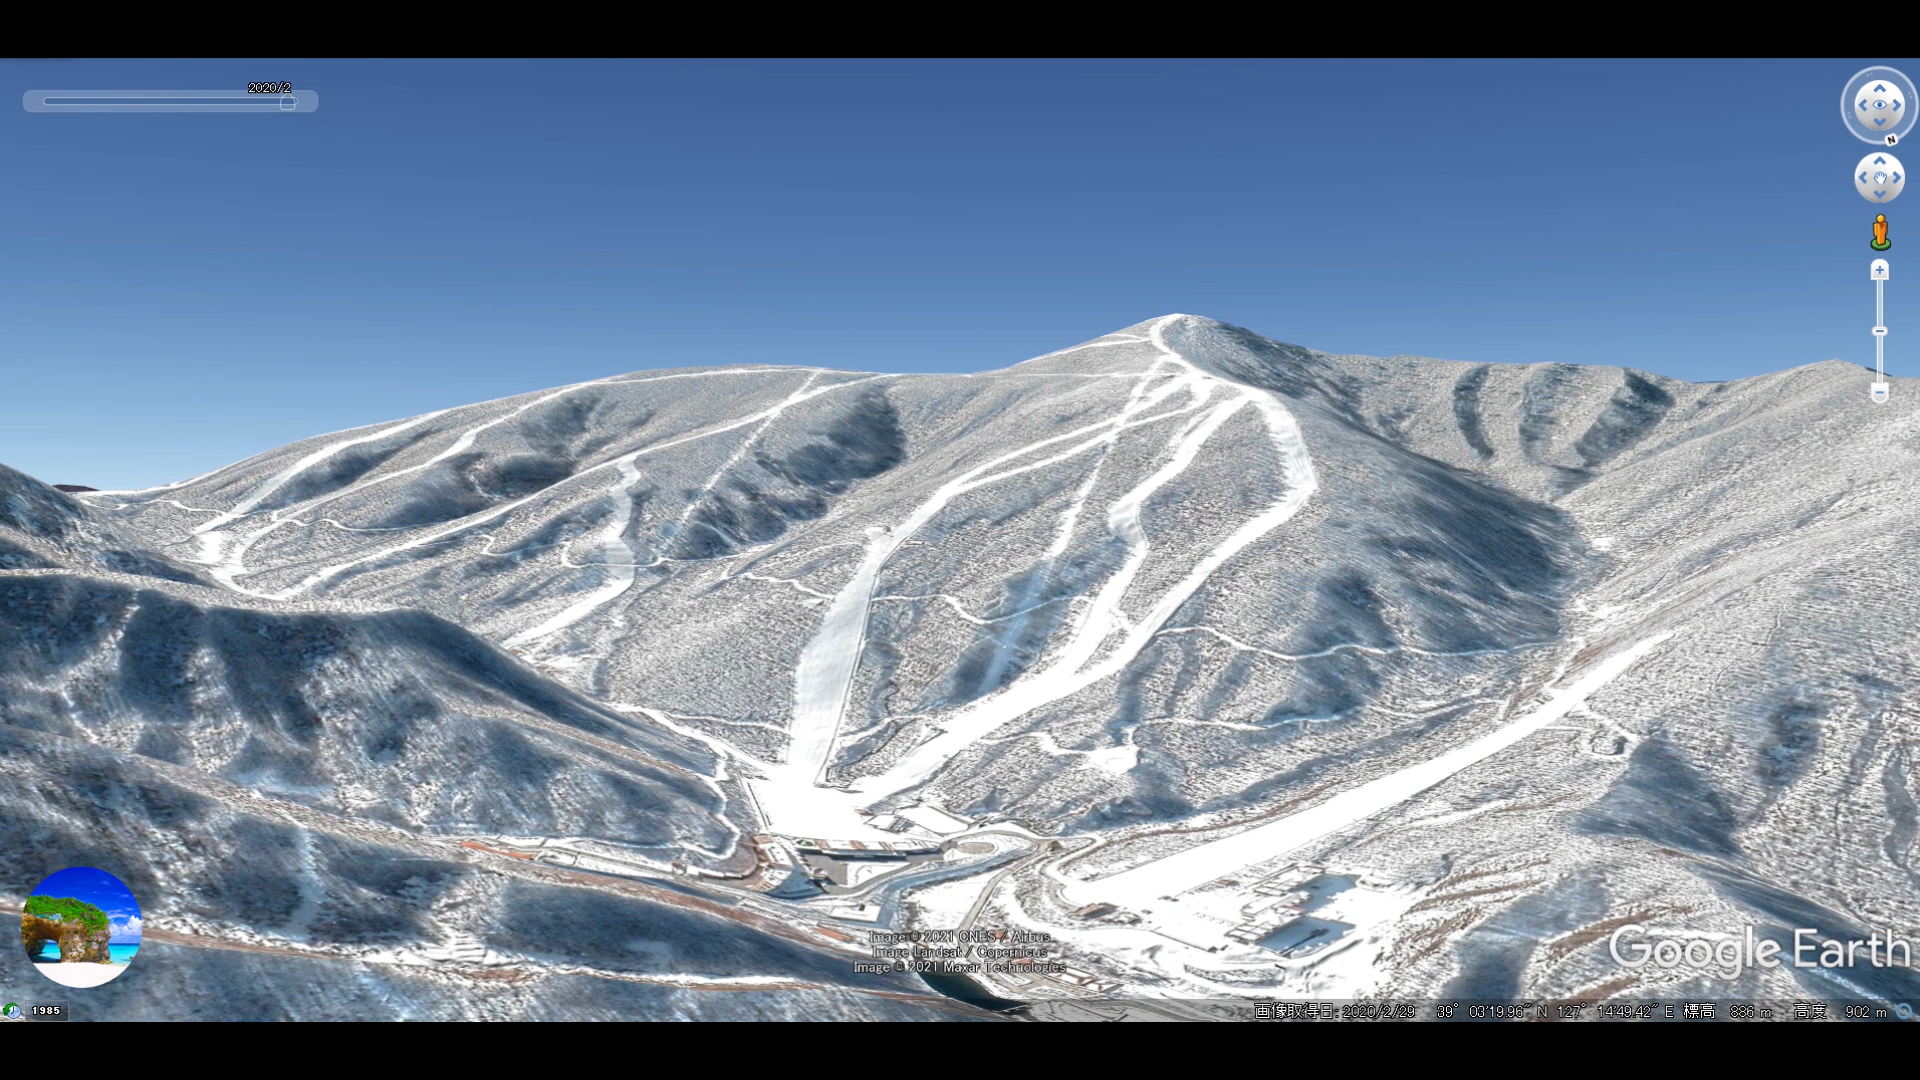 2020/2
N
Image © 2021 CNES / Airbus
Image Landsat / Copernicus
Image © 2021 Maxar Technologies
Google Earth
1985
画像取得日: 2020/2/29 39° 03'19.96" N 127° 14'49.42" E 標高 886 m 高度 902 m